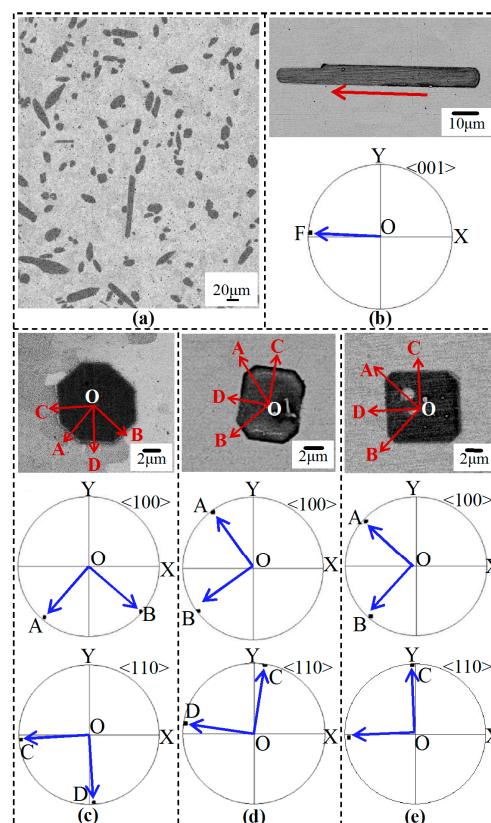 20μm
(a)
10μm
Y
<001>
F
O
X
(b)
O
C
A
B
D
2μm
A
C
D
O
B
2μm
C
A
D
O
B
2μm
Y
<100>
O
X
A
B
Y
<100>
A
O
X
B
Y
<100>
A
O
X
B
Y
<110>
O
X
C
D
(c)
Y
<110>
C
D
O
X
(d)
Y
<110>
C
O
X
(e)